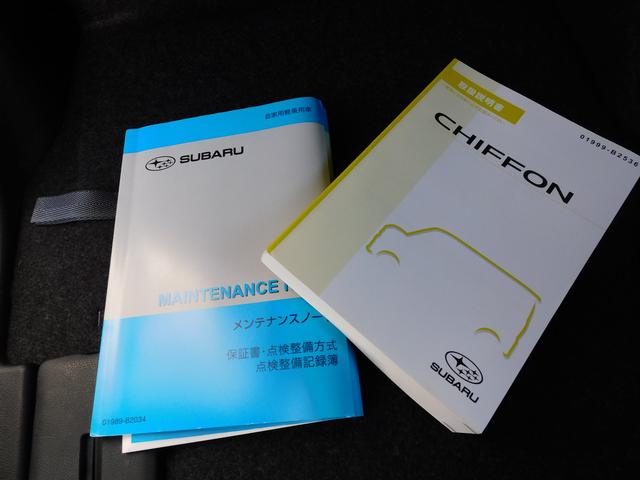 自家用軽乗用車
SUBARU
MAINTENANCE
メンテナンスノー
保証書・点検整備方式
点検整備記録簿
01989-B2034
取扱説明書
01999-B2536
CHIFFON
SUBARU